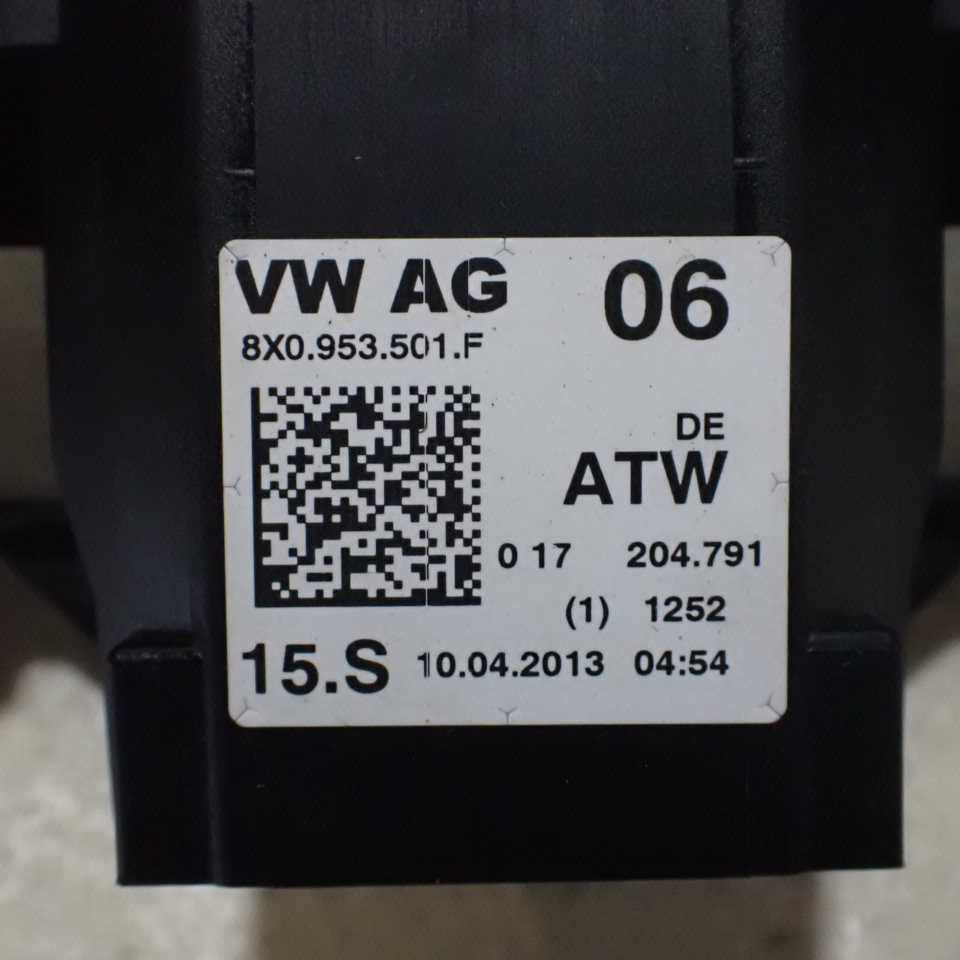 VW AG 06
8X0.953.501.F
DE
ATW
0 17 204.791
(1) 1252
15.S 10.04.2013 04:54